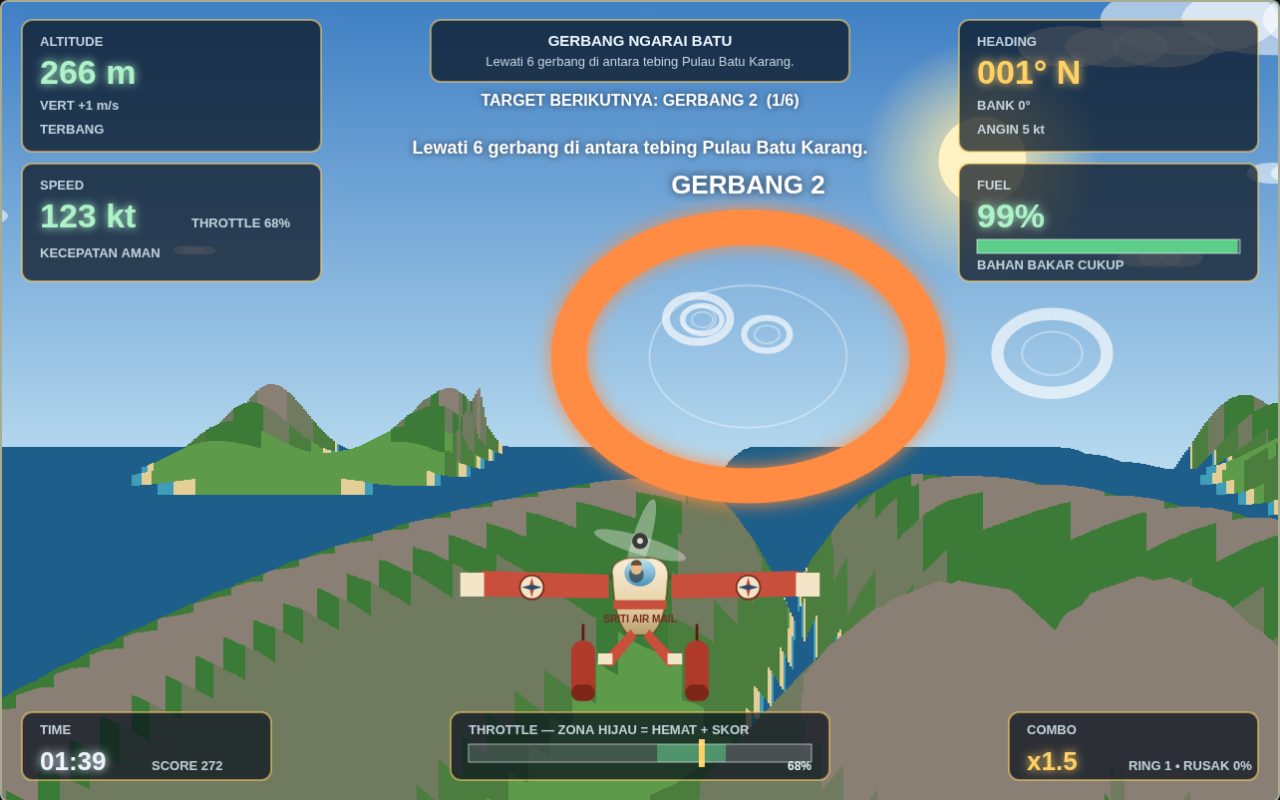 ALTITUDE
266 m
VERT +1 m/s
TERBANG
SPEED
123 kt
THROTTLE 68%
KECEPATAN AMAN
GERBANG NGARAI BATU
Lewati 6 gerbang di antara tebing Pulau Batu Karang.
TARGET BERIKUTNYA: GERBANG 2 (1/6)
Lewati 6 gerbang di antara tebing Pulau Batu Karang.
GERBANG 2
HEADING
001° N
BANK 0°
ANGIN 5 kt
FUEL
99%
BAHAN BAKAR CUKUP
SRITI AIR MAIL
TIME
01:39
SCORE 272
THROTTLE — ZONA HIJAU = HEMAT + SKOR
68%
COMBO
x1.5
RING 1 • RUSAK 0%